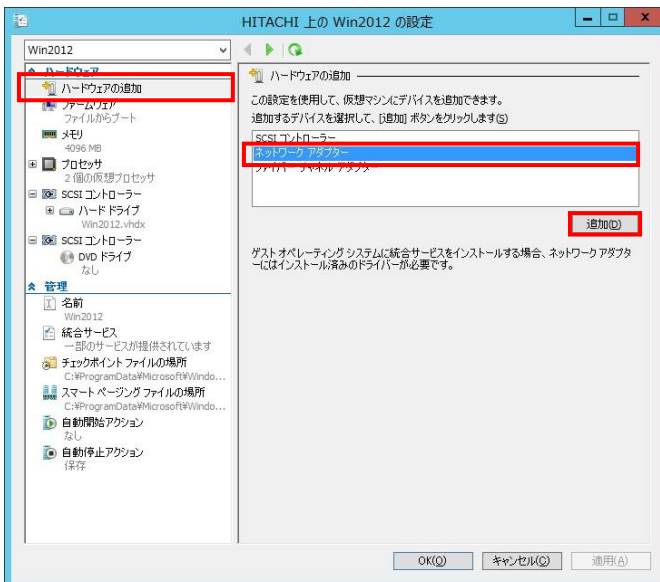 HITACHI 上の Win2012 の設定
Win2012
ハードウェア
ハードウェアの追加
ファームウェア
ファイルからブート
メモリ
4096 MB
プロセッサ
2 個の仮想プロセッサ
SCSI コントローラー
ハード ドライブ
Win2012.vhdx
SCSI コントローラー
DVD ドライブ
なし
管理
名前
Win2012
統合サービス
一部のサービスが提供されています
チェックポイント ファイルの場所
C:¥ProgramData¥Microsoft¥Windo...
スマート ページング ファイルの場所
C:¥ProgramData¥Microsoft¥Windo...
自動開始アクション
なし
自動停止アクション
保存
ハードウェアの追加
この設定を使用して、仮想マシンにデバイスを追加できます。
追加するデバイスを選択して、[追加] ボタンをクリックします(S)
SCSI コントローラー
ネットワーク アダプター
ファイバー チャネル アダプター
追加(D)
ゲスト オペレーティング システムに統合サービスをインストールする場合、ネットワーク アダプタ
ーにはインストール済みのドライバーが必要です。
OK(O)
キャンセル(C)
適用(A)